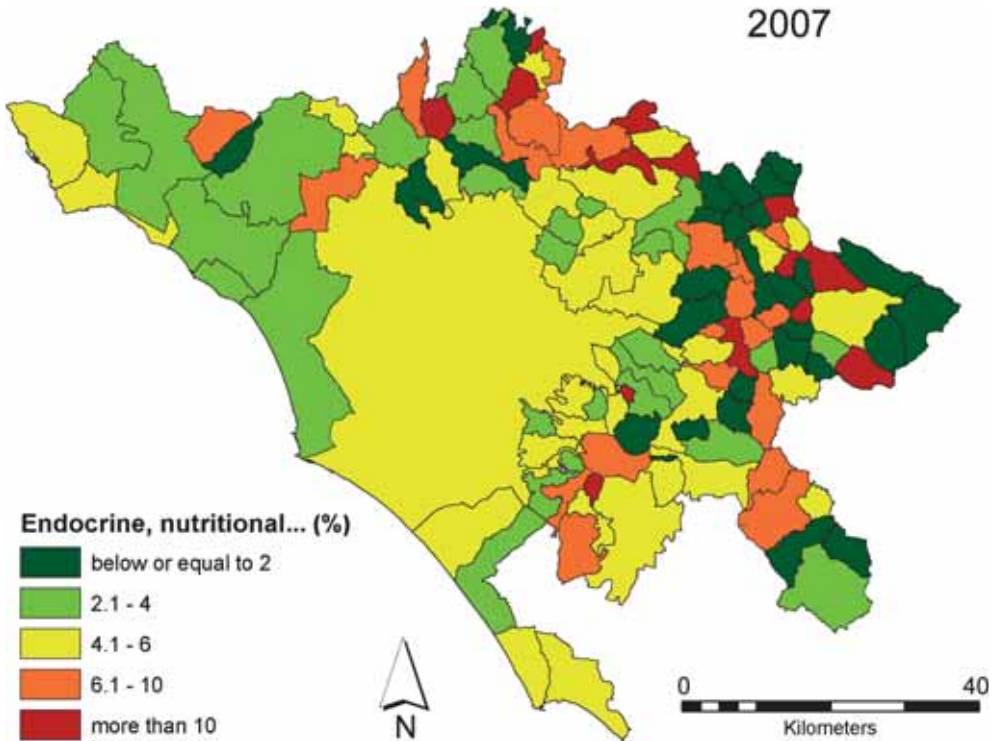 2007
Endocrine, nutritional... (%)
below or equal to 2
2.1 - 4
4.1 - 6
6.1 - 10
more than 10
N
0 40
Kilometers